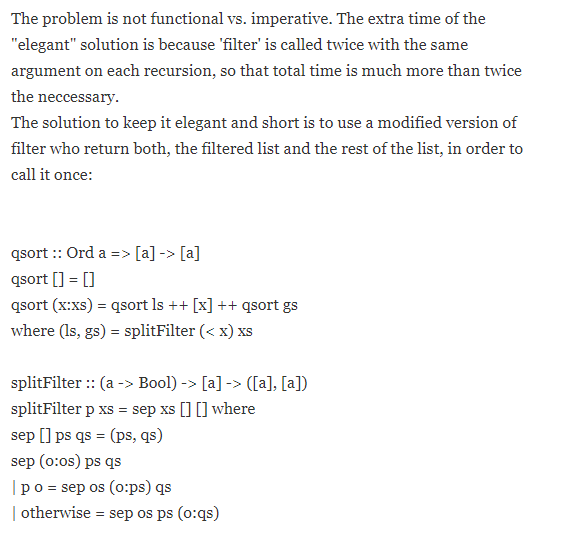 The problem is not functional vs. imperative. The extra time of the
"elegant" solution is because 'filter' is called twice with the same
argument on each recursion, so that total time is much more than twice
the neccessary.
The solution to keep it elegant and short is to use a modified version of
filter who return both, the filtered list and the rest of the list, in order to
call it once:
qsort :: Ord a => [a] -> [a]
qsort [] = []
qsort (x:xs) = qsort ls ++ [x] ++ qsort gs
where (ls, gs) = splitFilter (< x) xs
splitFilter :: (a -> Bool) -> [a] -> ([a], [a])
splitFilter p xs = sep xs [] [] where
sep [] ps qs = (ps, qs)
sep (o:os) ps qs
| p o = sep os (o:ps) qs
| otherwise = sep os ps (o:qs)